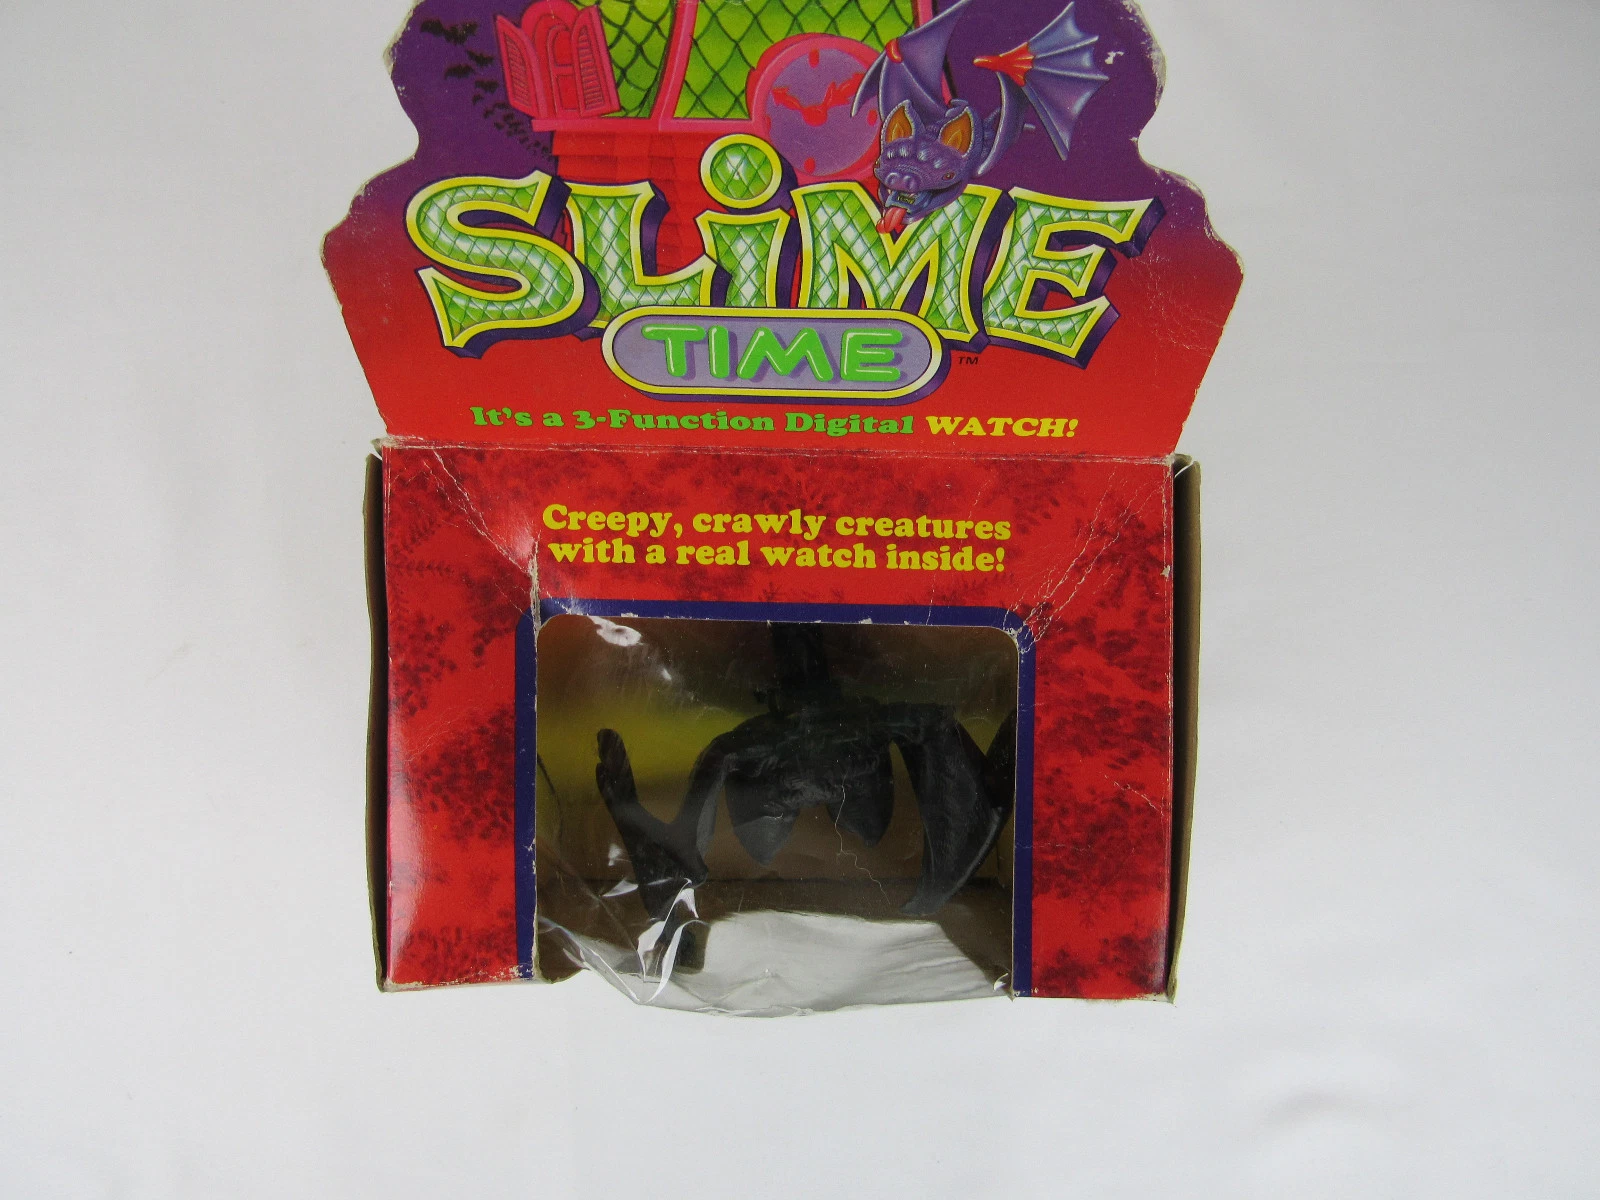 SLiME
TIME
TM
It's a 3-Function Digital WATCH!
Creepy, crawly creatures
with a real watch inside!